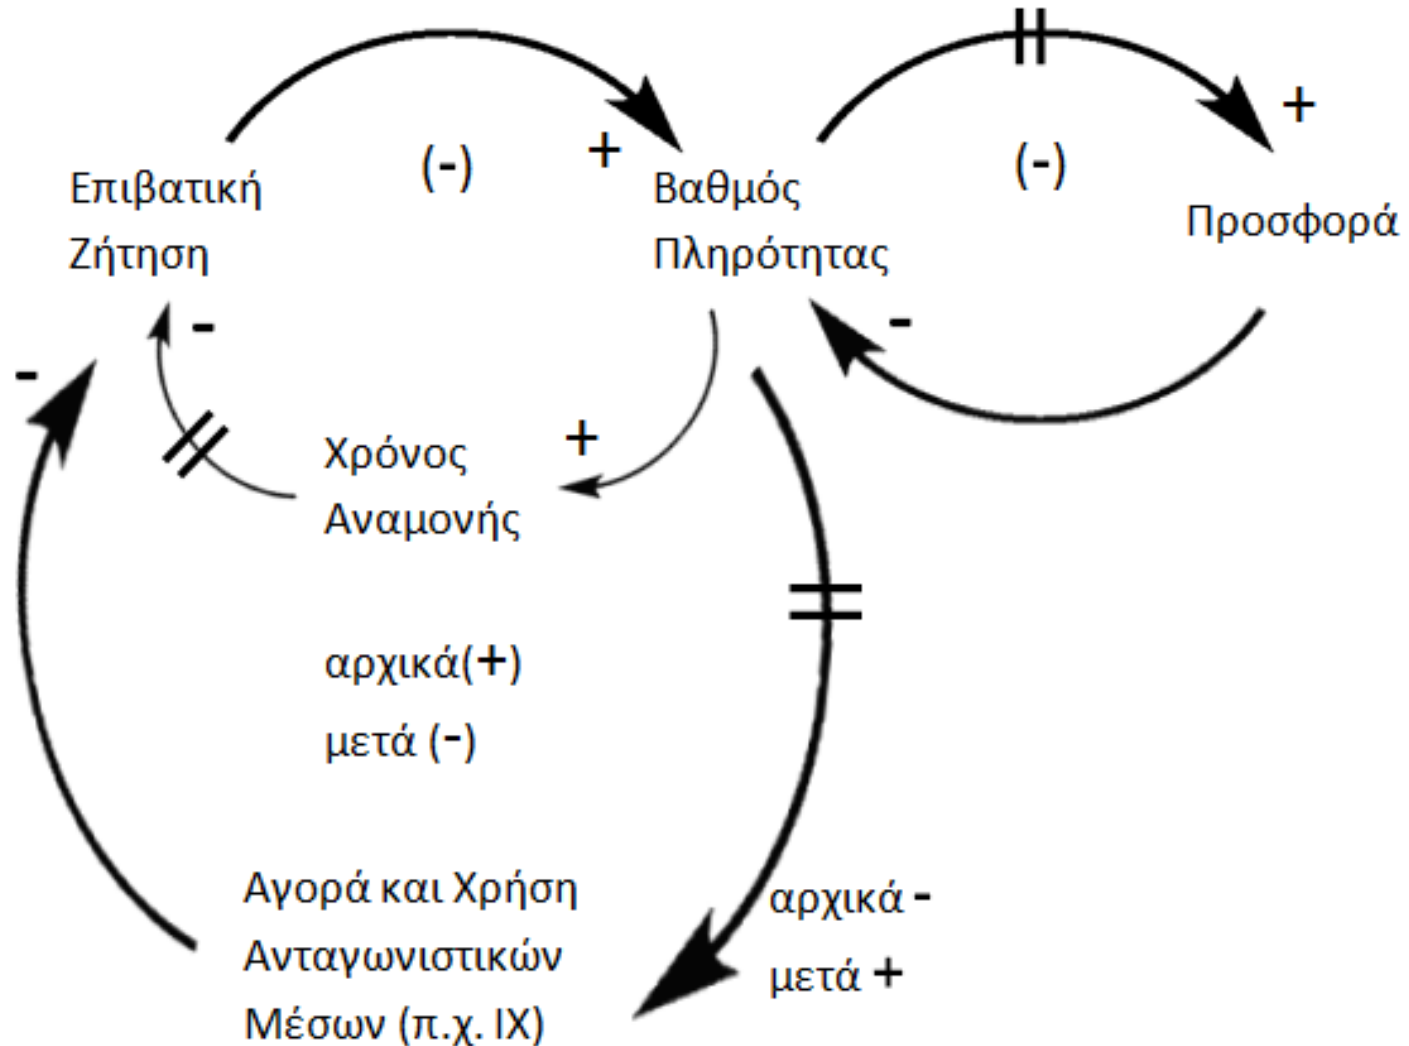 +
(-)
+
(-)
Επιβατική
Ζήτηση
Βαθμός
Πληρότητας
Προσφορά
-
-
-
+
Χρόνος
Αναμονής
αρχικά(+)
μετά (-)
Αγορά και Χρήση
Ανταγωνιστικών
Μέσων (π.χ. ΙΧ)
αρχικά -
μετά +